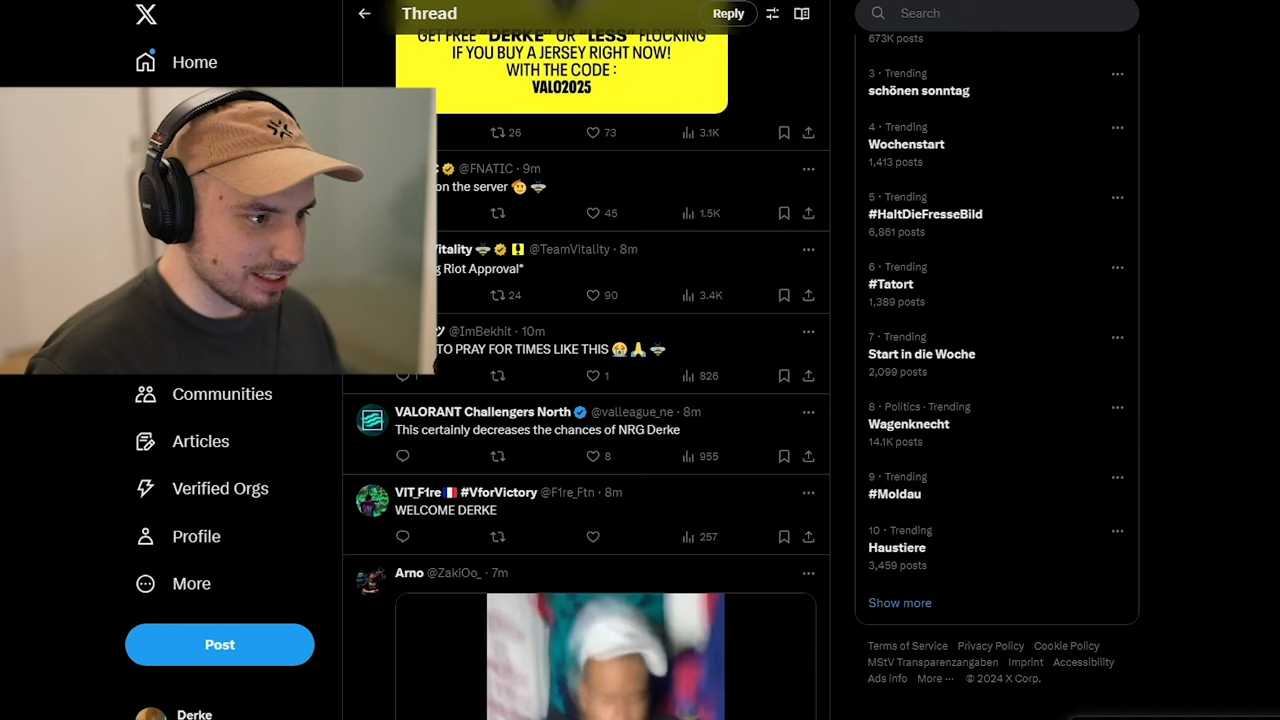 Home
Communities
Articles
Verified Orgs
Profile
More
Post
Derke
Thread
Reply
GET FREE "DERKE" OR "LESS" FLOCKING
IF YOU BUY A JERSEY RIGHT NOW!
WITH THE CODE :
VALO2025
26 73 3.1K
@FNATIC · 9m
on the server 🫡 🐝
45 1.5K
Vitality 🐝 @TeamVitality · 8m
Riot Approval*
24 90 3.4K
ツ @ImBekhit · 10m
TO PRAY FOR TIMES LIKE THIS 😭 🙏 🐝
1 1 826
VALORANT Challengers North @valleague_ne · 8m
This certainly decreases the chances of NRG Derke
8 955
VIT_F1re🇫🇷 #VforVictory @F1re_Ftn · 8m
WELCOME DERKE
257
Arno @ZakiOo_ · 7m
Search
673K posts
3 · Trending
schönen sonntag
4 · Trending
Wochenstart
1,413 posts
5 · Trending
#HaltDieFresseBild
6,861 posts
6 · Trending
#Tatort
1,389 posts
7 · Trending
Start in die Woche
2,099 posts
8 · Politics · Trending
Wagenknecht
14.1K posts
9 · Trending
#Moldau
10 · Trending
Haustiere
3,459 posts
Show more
Terms of Service Privacy Policy Cookie Policy
MStV Transparenzangaben Imprint Accessibility
Ads info More ··· © 2024 X Corp.